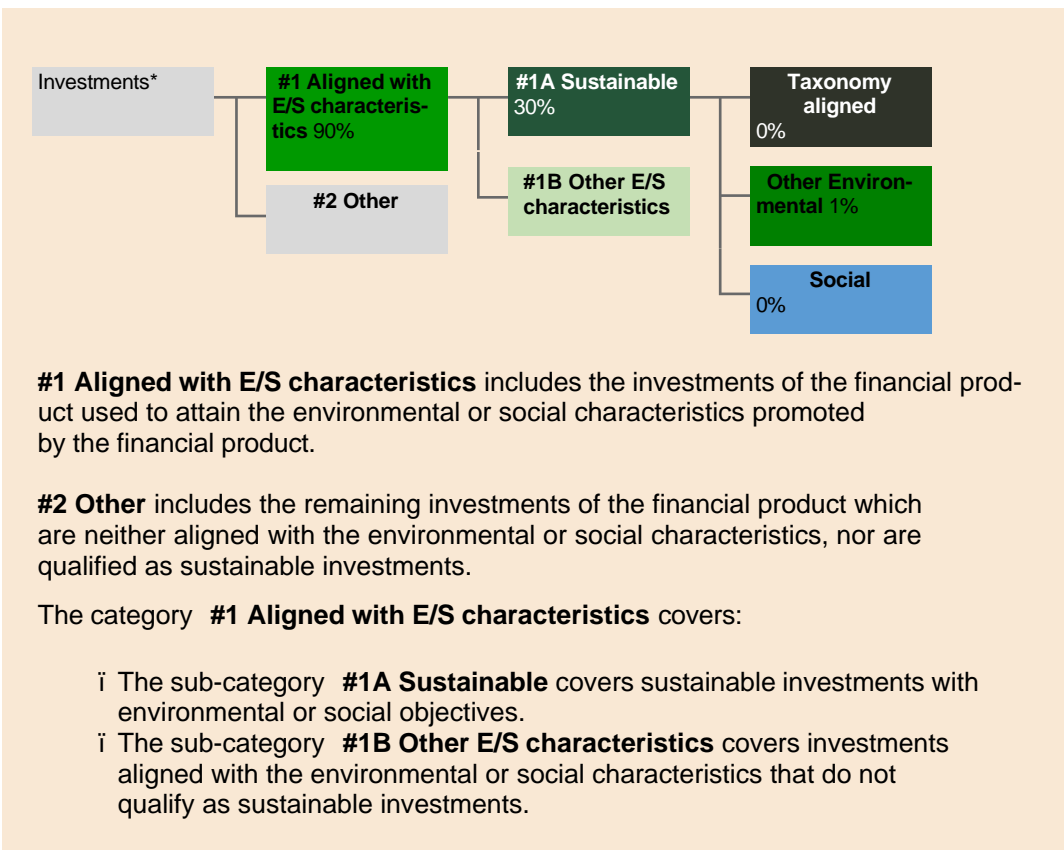 Investments*
#1 Aligned with
E/S characteris-
tics 90%
#2 Other
#1A Sustainable
30%
#1B Other E/S
characteristics
Taxonomy
aligned
0%
Other Environ-
mental 1%
Social
0%
#1 Aligned with E/S characteristics includes the investments of the financial prod-
uct used to attain the environmental or social characteristics promoted
by the financial product.
#2 Other includes the remaining investments of the financial product which
are neither aligned with the environmental or social characteristics, nor are
qualified as sustainable investments.
The category #1 Aligned with E/S characteristics covers:
ï The sub-category #1A Sustainable covers sustainable investments with
environmental or social objectives.
ï The sub-category #1B Other E/S characteristics covers investments
aligned with the environmental or social characteristics that do not
qualify as sustainable investments.